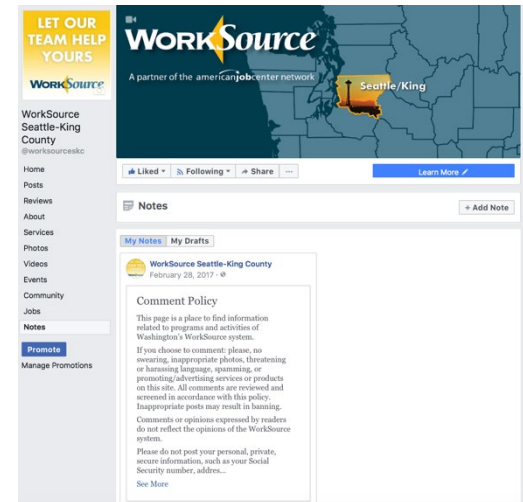 LET OUR
TEAM HELP
YOURS
WORKSource
WorkSource
Seattle-King
County
@worksourceskc
Home
Posts
Reviews
About
Services
Photos
Videos
Events
Community
Jobs
Notes
Promote
Manage Promotions
WORKSource
A partner of the americanjobcenter network
Seattle/King
Liked
Following
Share
...
Learn More
Notes
+ Add Note
My Notes
My Drafts
WorkSource Seattle-King County
February 28, 2017 ·
Comment Policy
This page is a place to find information
related to programs and activities of
Washington's WorkSource system.
If you choose to comment: please, no
swearing, inappropriate photos, threatening
or harassing language, spamming, or
promoting/advertising services or products
on this site. All comments are reviewed and
screened in accordance with this policy.
Inappropriate posts may result in banning.
Comments or opinions expressed by readers
do not reflect the opinions of the WorkSource
system.
Please do not post your personal, private,
secure information, such as your Social
Security number, addres...
See More